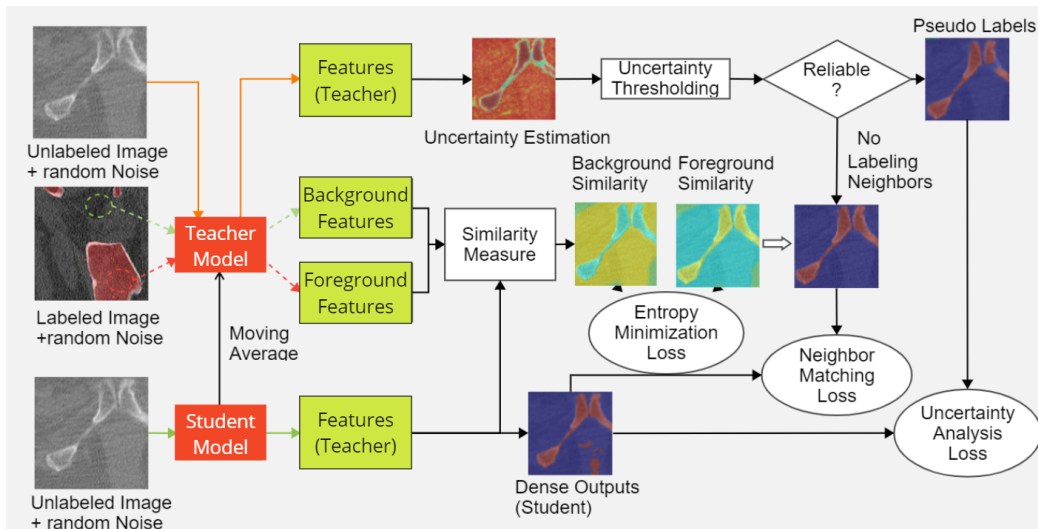 Pseudo Labels
Features
(Teacher)
Uncertainty
Thresholding
Reliable
?
Uncertainty Estimation
Unlabeled Image
+ random Noise
No
Labeling
Neighbors
Background
Similarity
Foreground
Similarity
Background
Features
Teacher
Model
Similarity
Measure
Foreground
Features
Labeled Image
+random Noise
Moving
Average
Entropy
Minimization
Loss
Neighbor
Matching
Loss
Student
Model
Features
(Teacher)
Uncertainty
Analysis
Loss
Dense Outputs
(Student)
Unlabeled Image
+ random Noise